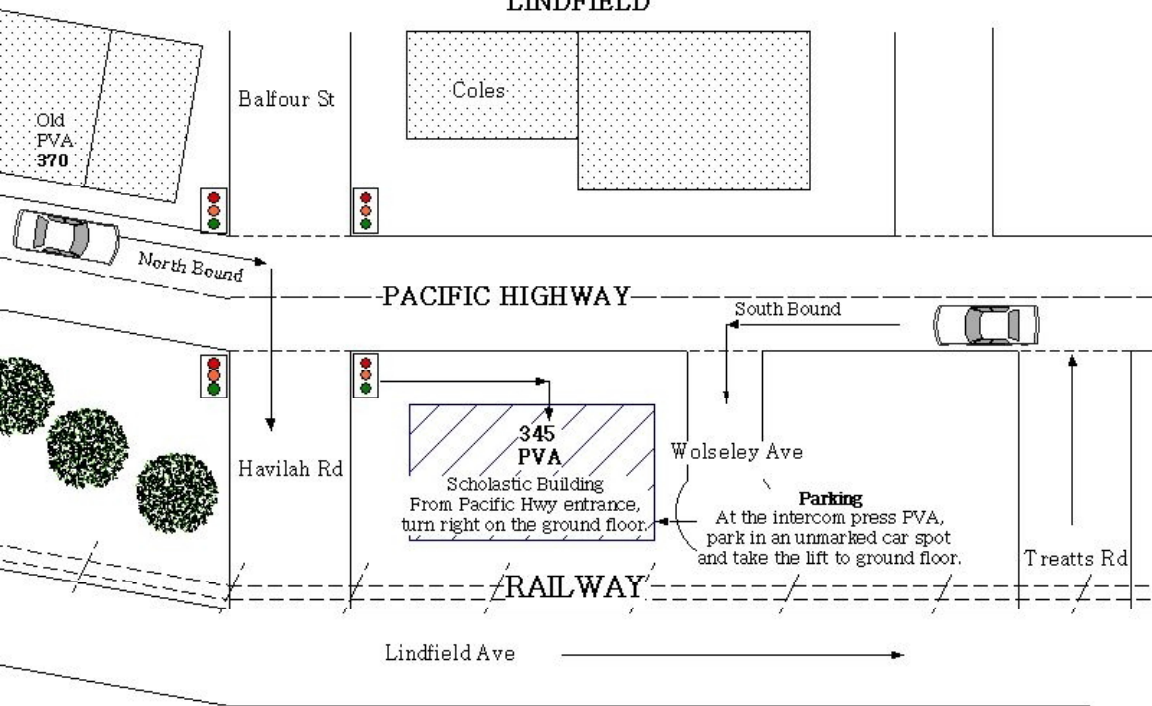 LINDFIELD
Balfour St
Coles
Old
PVA
370
North Bound
PACIFIC HIGHWAY
South Bound
345
PVA
Scholastic Building
From Pacific Hwy entrance,
turn right on the ground floor.
Havilah Rd
Wolseley Ave
Parking
At the intercom press PVA,
park in an unmarked car spot
and take the lift to ground floor.
Treatts Rd
RAILWAY
Lindfield Ave